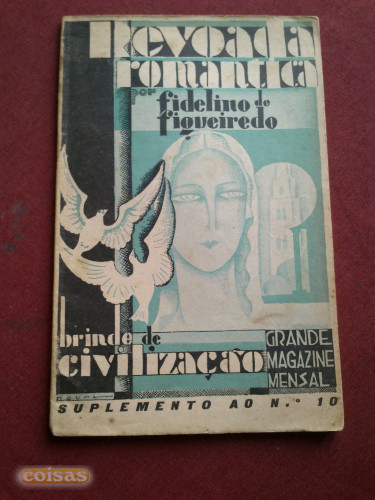 Revoada
romantica
por fidelino de
figueiredo
brinde de
civilização
GRANDE
MAGAZINE
MENSAL
SUPLEMENTO AO N.º 10
coisas